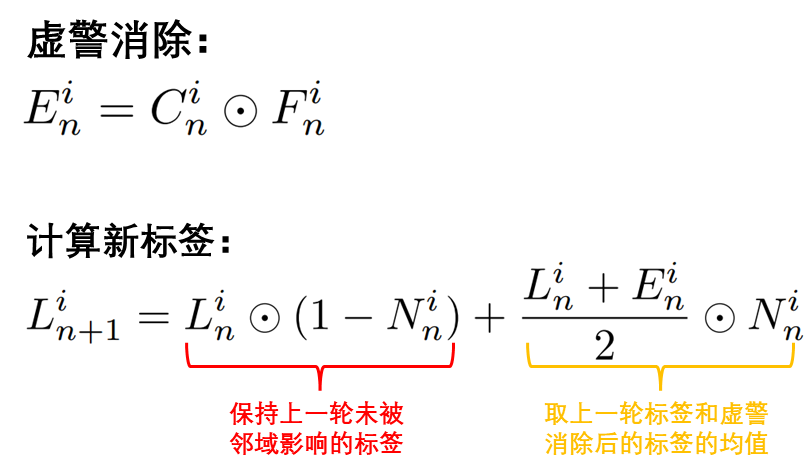 虚警消除：
$E_n^i = C_n^i \odot F_n^i$
计算新标签：
$L_{n+1}^i = L_n^i \odot (1 - N_n^i) + \frac{L_n^i + E_n^i}{2} \odot N_n^i$
保持上一轮未被
邻域影响的标签
取上一轮标签和虚警
消除后的标签的均值